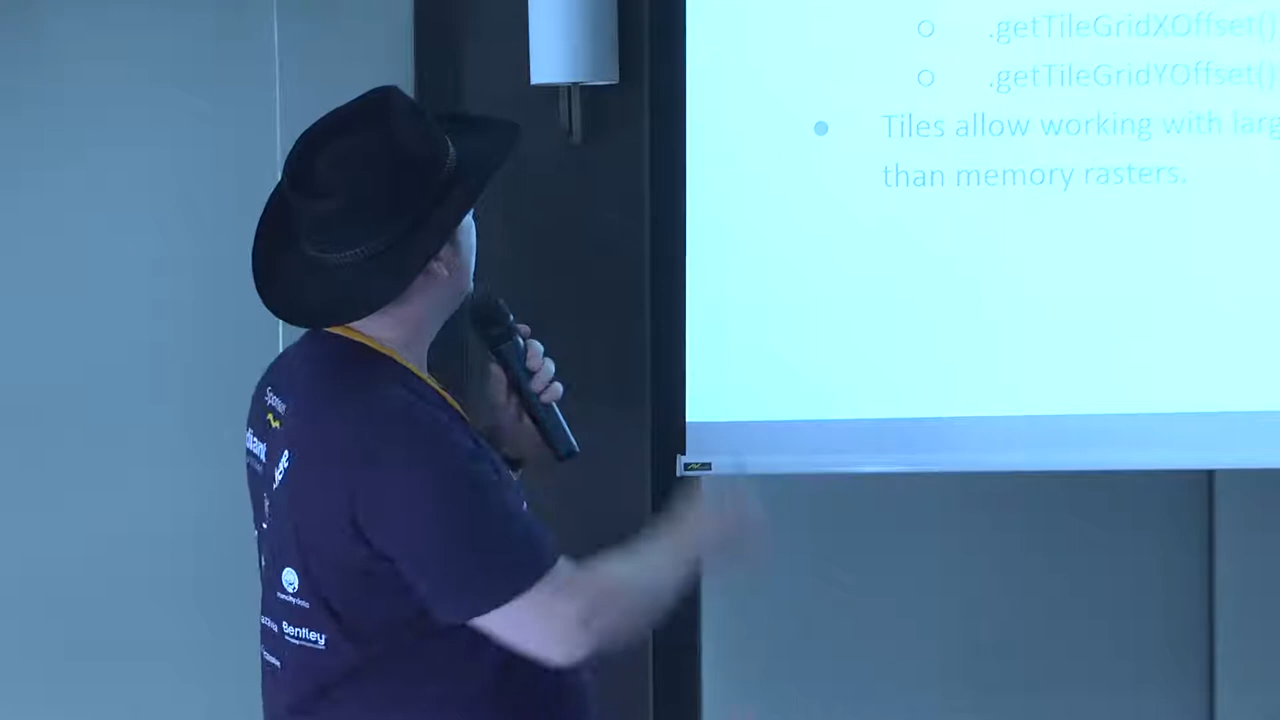 .getTileGridXOffset()
.getTileGridYOffset()
Tiles allow working with larg
than memory rasters.
Bentley